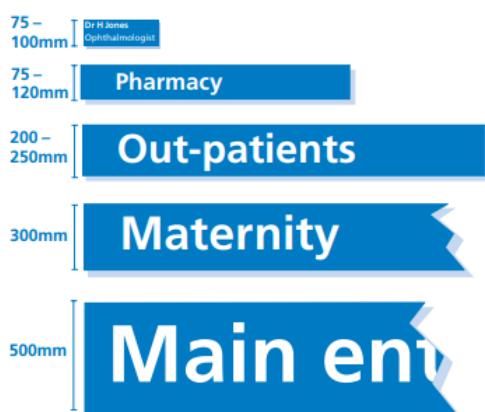 75 –
100mm
Dr H Jones
Ophthalmologist
75 –
120mm
Pharmacy
200 –
250mm
Out-patients
300mm
Maternity
500mm
Main ent